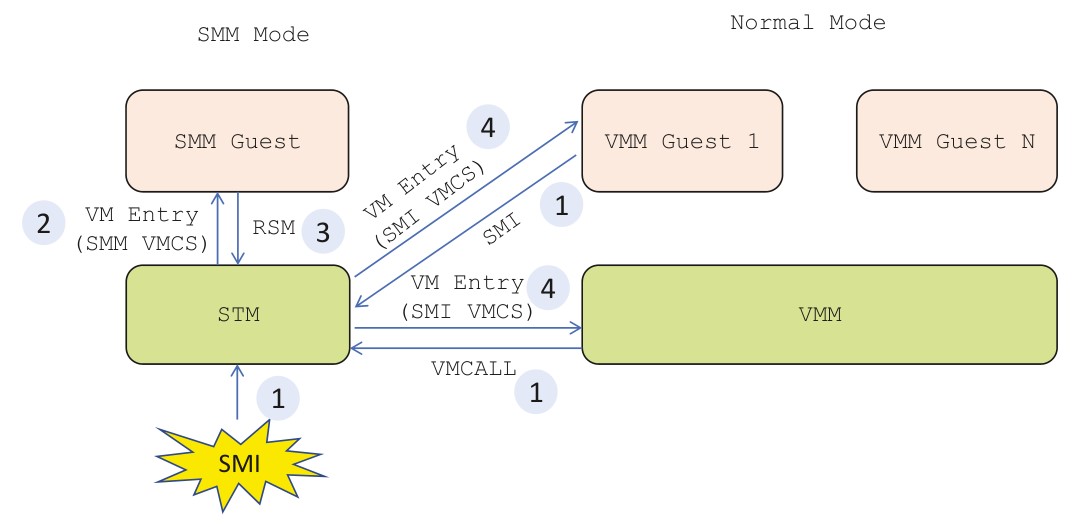 SMM Mode
Normal Mode
SMM Guest
VMM Guest 1
VMM Guest N
4
VM Entry
(SMI VMCS)
1
SMI
2
VM Entry
(SMM VMCS)
RSM
3
VM Entry
(SMI VMCS)
4
STM
VMM
VMCALL
1
1
SMI